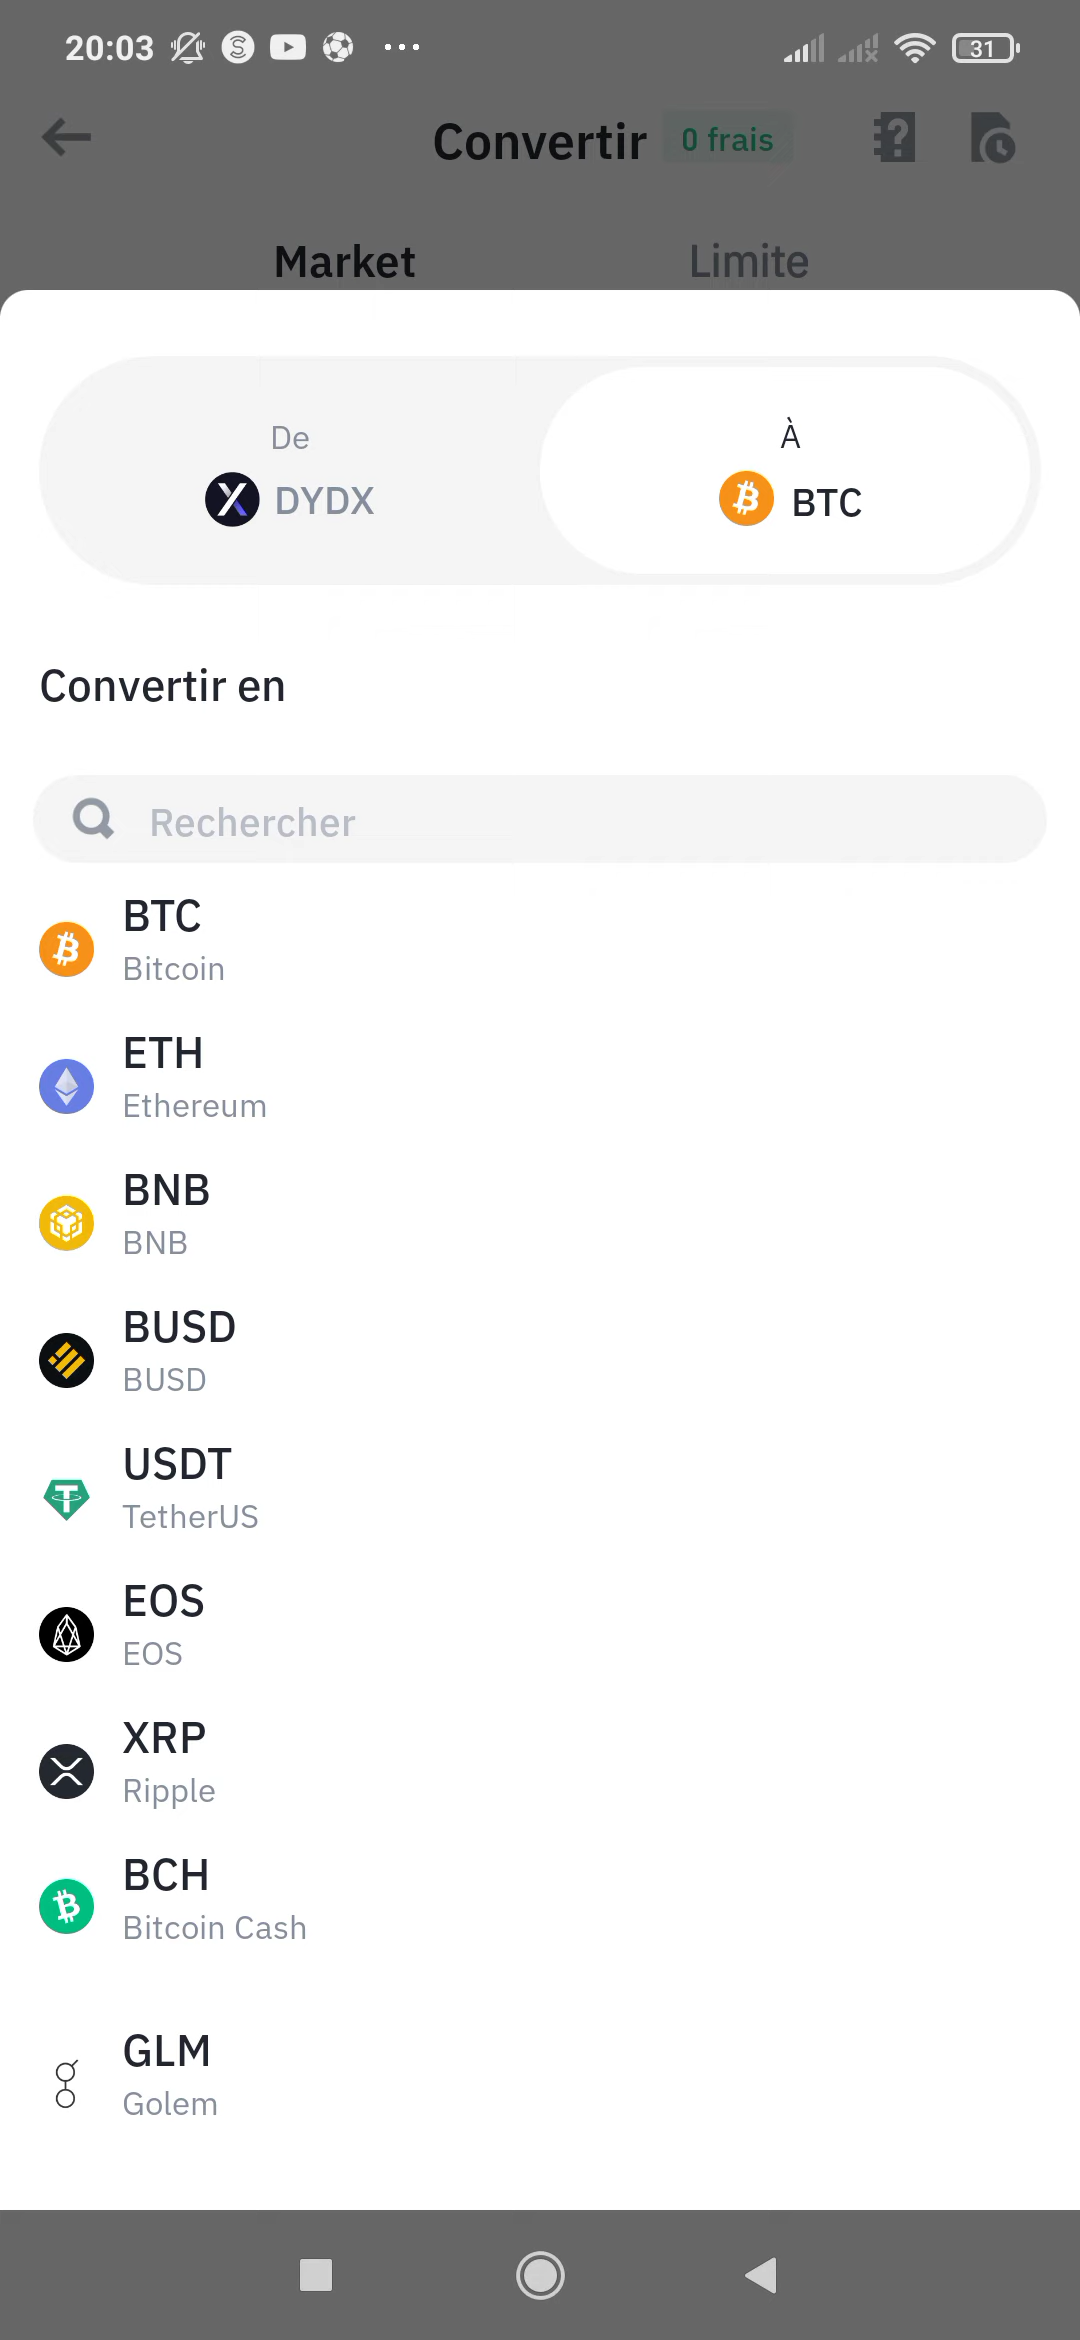 20:03
31
Convertir 0 frais
Market Limite
De À
DYDX BTC
Convertir en
Rechercher
BTC
Bitcoin
ETH
Ethereum
BNB
BNB
BUSD
BUSD
USDT
TetherUS
EOS
EOS
XRP
Ripple
BCH
Bitcoin Cash
GLM
Golem